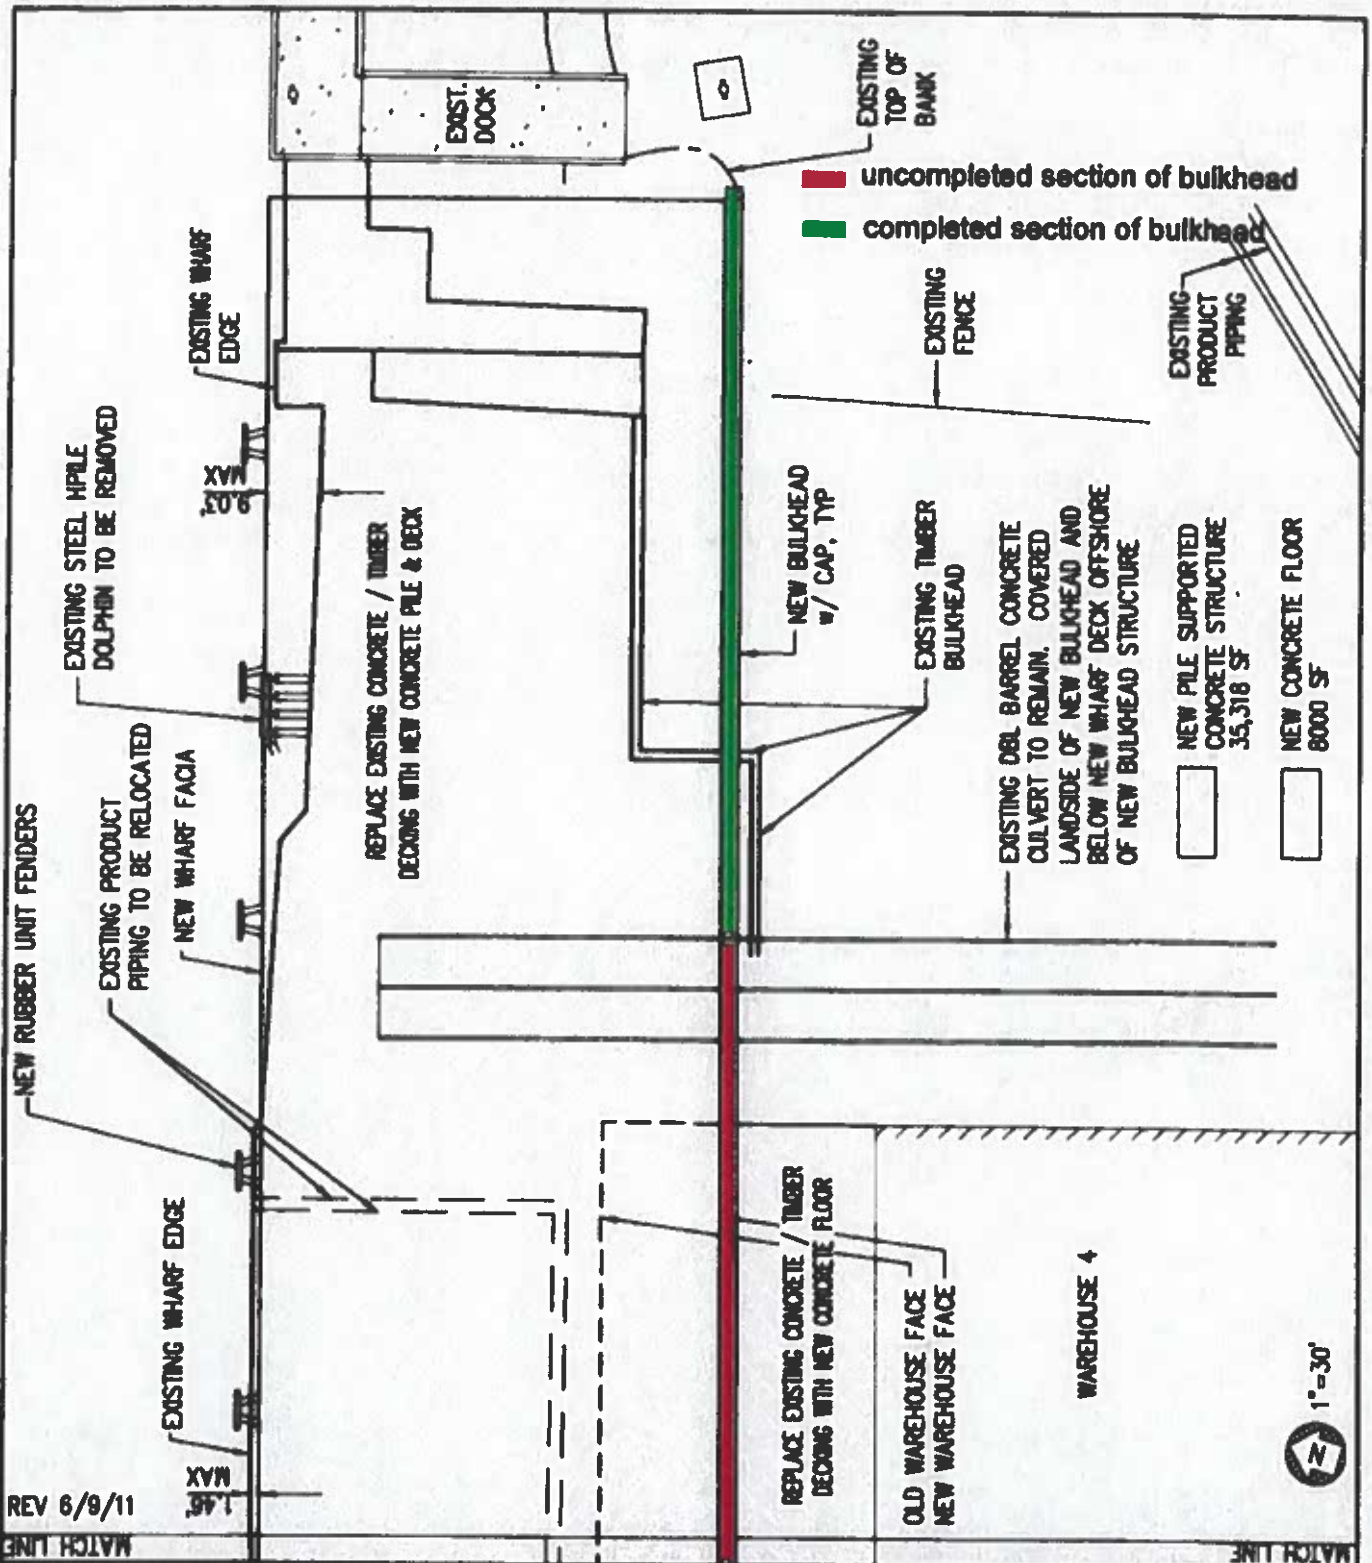 REV 6/9/11
MATCH LINE
1.46'
MAX
EXISTING WHARF EDGE
NEW RUBBER UNIT FENDERS
EXISTING PRODUCT
PIPING TO BE RELOCATED
NEW WHARF FACIA
EXISTING STEEL HPILE
DOLPHIN TO BE REMOVED
9.03'
MAX
EXISTING WHARF
EDGE
REPLACE EXISTING CONCRETE / TIMBER
DECKING WITH NEW CONCRETE PILE & DECK
EXIST.
DOCK
EXISTING
TOP OF
BANK
uncompleted section of bulkhead
completed section of bulkhead
EXISTING
FENCE
EXISTING
PRODUCT
PIPING
NEW BULKHEAD
W/ CAP, TYP
EXISTING TIMBER
BULKHEAD
EXISTING DBL BARREL CONCRETE
CULVERT TO REMAIN. COVERED
LANDSIDE OF NEW BULKHEAD AND
BELOW NEW WHARF DECK OFFSHORE
OF NEW BULKHEAD STRUCTURE.
NEW PILE SUPPORTED
CONCRETE STRUCTURE
35,318 SF
NEW CONCRETE FLOOR
8000 SF
REPLACE EXISTING CONCRETE / TIMBER
DECKING WITH NEW CONCRETE FLOOR
OLD WAREHOUSE FACE
NEW WAREHOUSE FACE
WAREHOUSE 4
N
1"=30'
MATCH LINE